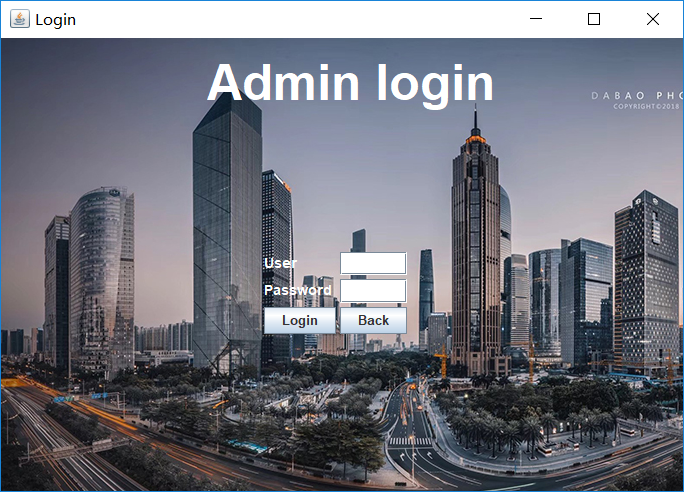 Login
Admin login
DABAO PHO
COPYRIGHT©2018
User
Password
Login
Back